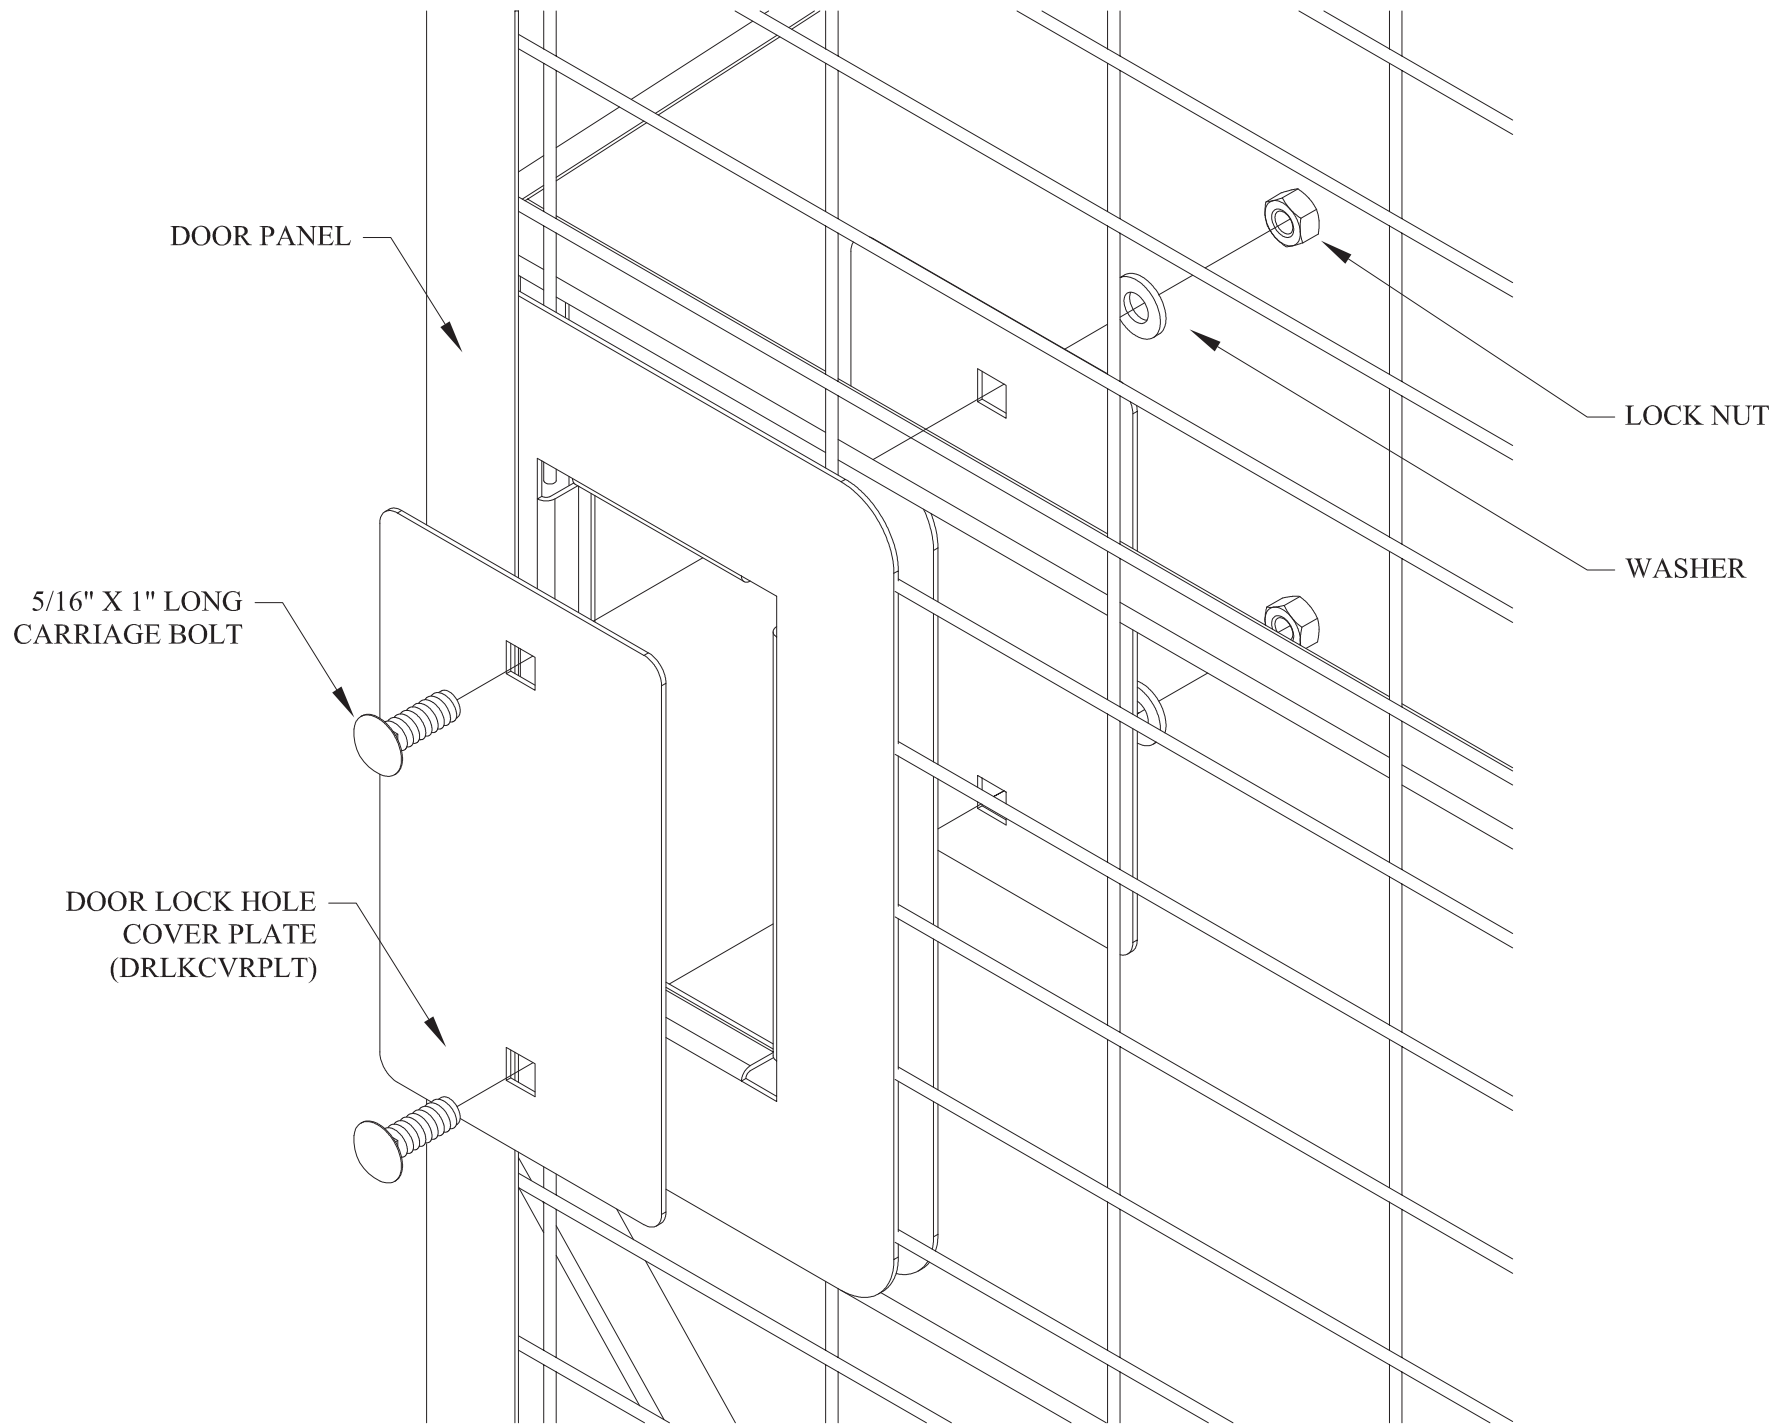 DOOR PANEL
LOCK NUT
WASHER
5/16" X 1" LONG
CARRIAGE BOLT
DOOR LOCK HOLE
COVER PLATE
(DRLKCVRPLT)